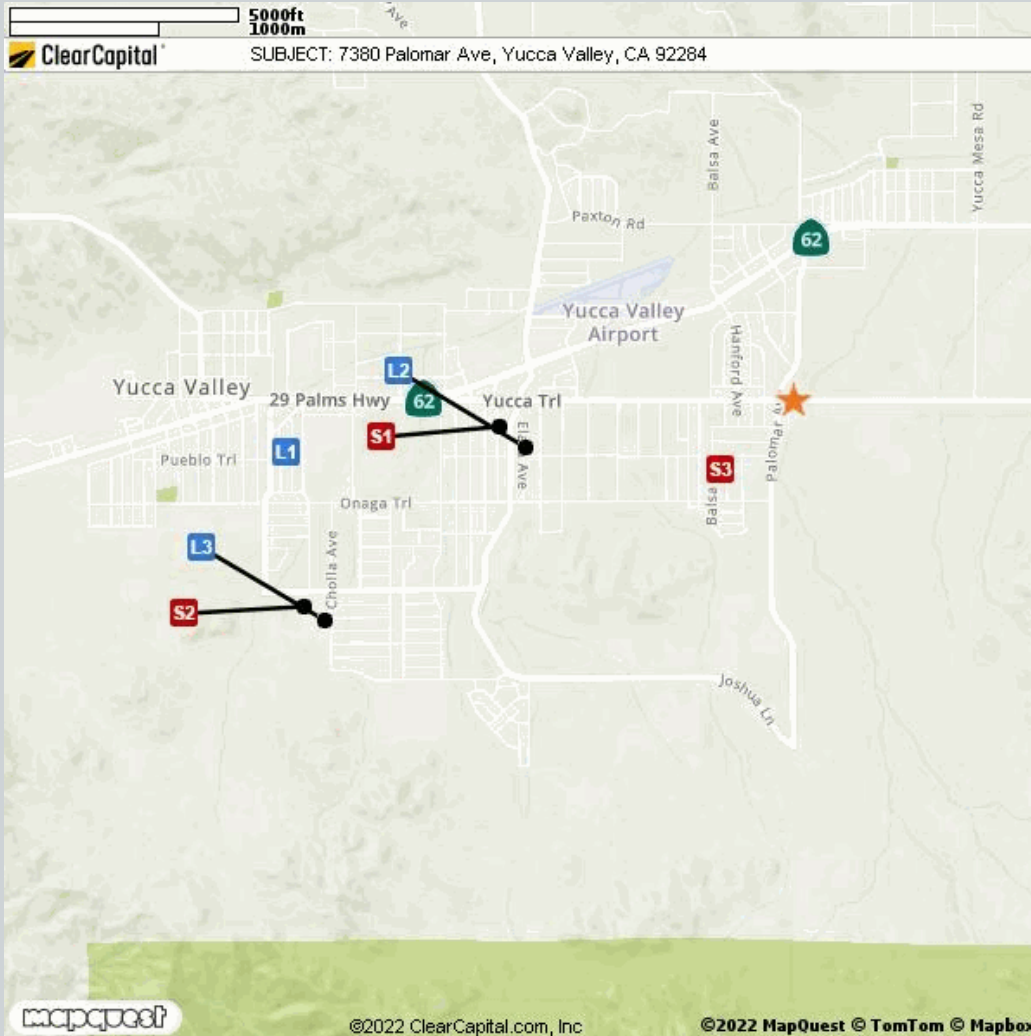 5000ft
1000m
ClearCapital
SUBJECT: 7380 Palomar Ave, Yucca Valley, CA 92284
Ave
Balsa Ave
Yucca Mesa Rd
Paxton Rd
62
Yucca Valley
Airport
Hanford Ave
L2
Yucca Valley
29 Palms Hwy
62
Yucca Trl
Palomar
S1
L1
Ave
Pueblo Trl
S3
Balsa
Onaga Trl
L3
Cholla Ave
S2
Joshua Ln
mapquest
©2022 ClearCapital.com, Inc
©2022 MapQuest © TomTom © Mapbox